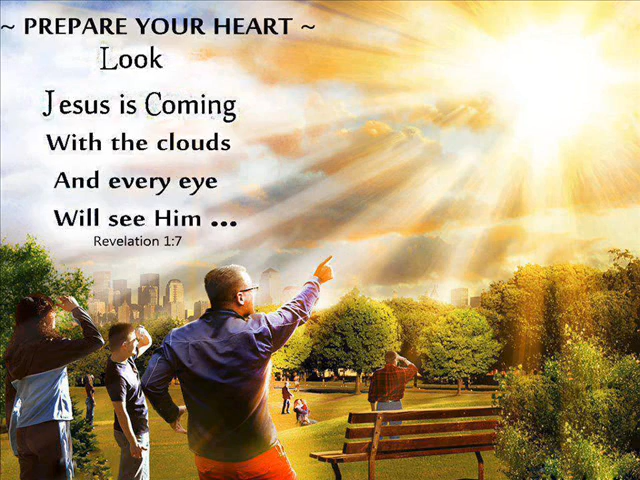 ~ PREPARE YOUR HEART ~
Look
Jesus is Coming
With the clouds
And every eye
Will see Him ...
Revelation 1:7